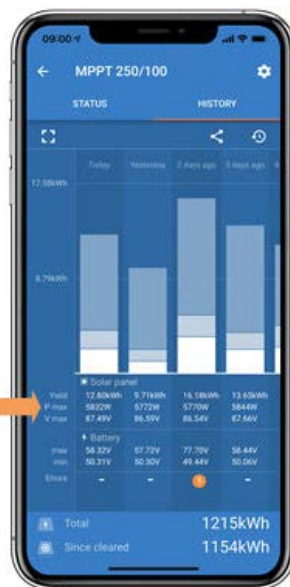 09:00
MPPT 250/100
STATUS HISTORY
Today Yesterday 2 days ago 3 days ago
17.58kWh
8.79kWh
Solar panel
Yield 12.80kWh 9.71kWh 16.18kWh 13.65kWh
P max 5832W 5772W 5770W 5844W
V max 87.49V 86.59V 86.54V 87.66V
Battery
max 58.32V 57.72V 77.70V 58.44V
min 50.31V 50.30V 49.44V 50.06V
Errors - - 1 -
Total 1215kWh
Since cleared 1154kWh